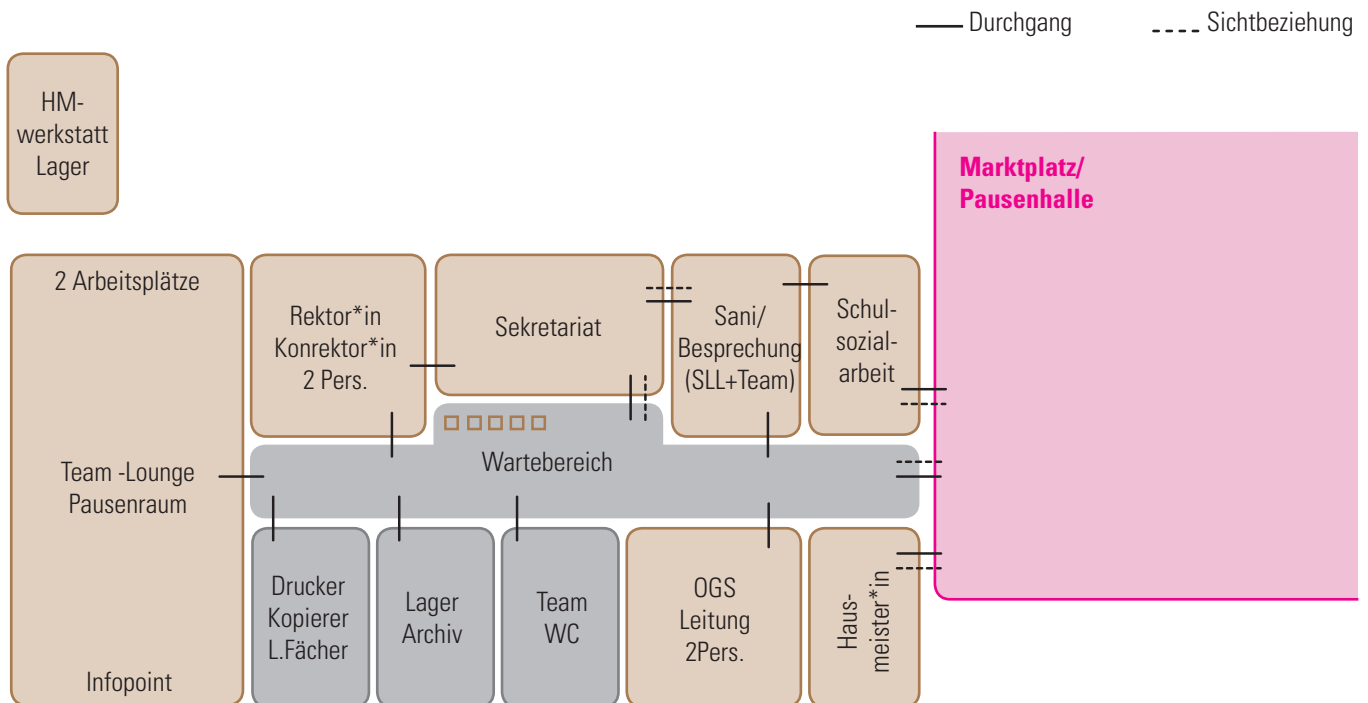 Durchgang
Sichtbeziehung
HM-
werkstatt
Lager
Marktplatz/
Pausenhalle
2 Arbeitsplätze
Team -Lounge
Pausenraum
Infopoint
Rektor*in
Konrektor*in
2 Pers.
Sekretariat
Sani/
Besprechung
(SLL+Team)
Schul-
sozial-
arbeit
Wartebereich
Drucker
Kopierer
L.Fächer
Lager
Archiv
Team
WC
OGS
Leitung
2Pers.
Haus-
meister*in